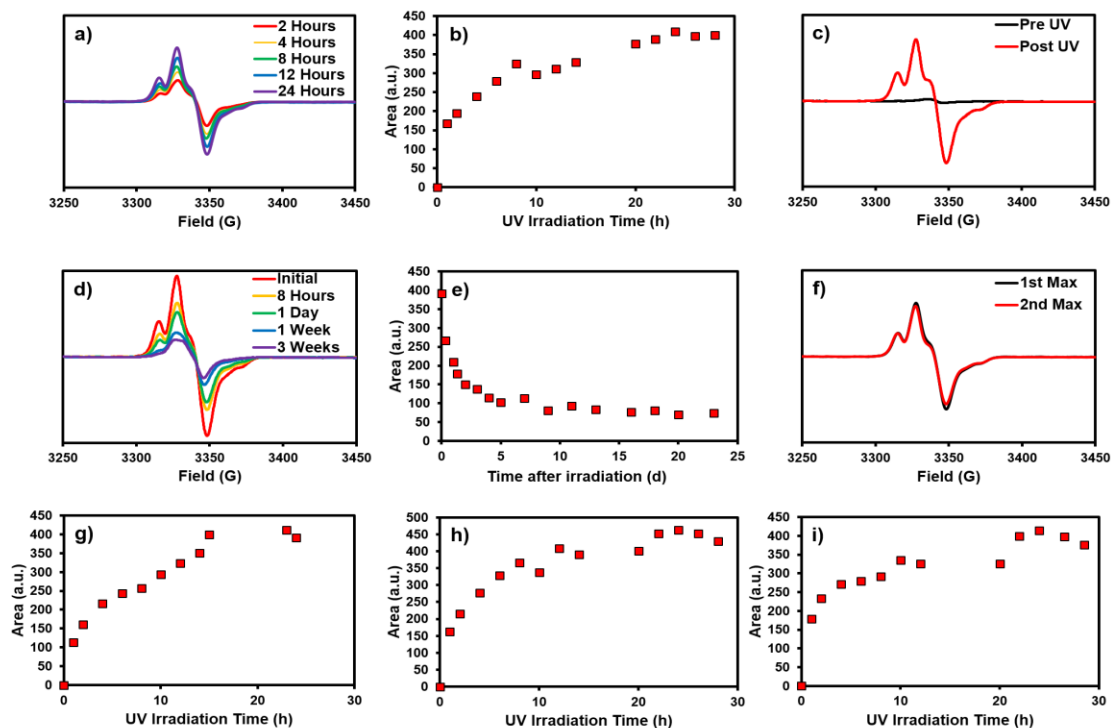 a)
2 Hours
4 Hours
8 Hours
12 Hours
24 Hours
3250 3300 3350 3400 3450
Field (G)
b)
Area (a.u.)
450
400
350
300
250
200
150
100
50
0
0 10 20 30
UV Irradiation Time (h)
c)
Pre UV
Post UV
3250 3300 3350 3400 3450
Field (G)
d)
Initial
8 Hours
1 Day
1 Week
3 Weeks
3250 3300 3350 3400 3450
Field (G)
e)
Area (a.u.)
450
400
350
300
250
200
150
100
50
0
0 5 10 15 20 25
Time after irradiation (d)
f)
1st Max
2nd Max
3250 3300 3350 3400 3450
Field (G)
g)
Area (a.u.)
450
400
350
300
250
200
150
100
50
0
0 10 20 30
UV Irradiation Time (h)
h)
Area (a.u.)
500
450
400
350
300
250
200
150
100
50
0
0 10 20 30
UV Irradiation Time (h)
i)
Area (a.u.)
450
400
350
300
250
200
150
100
50
0
0 10 20 30
UV Irradiation Time (h)